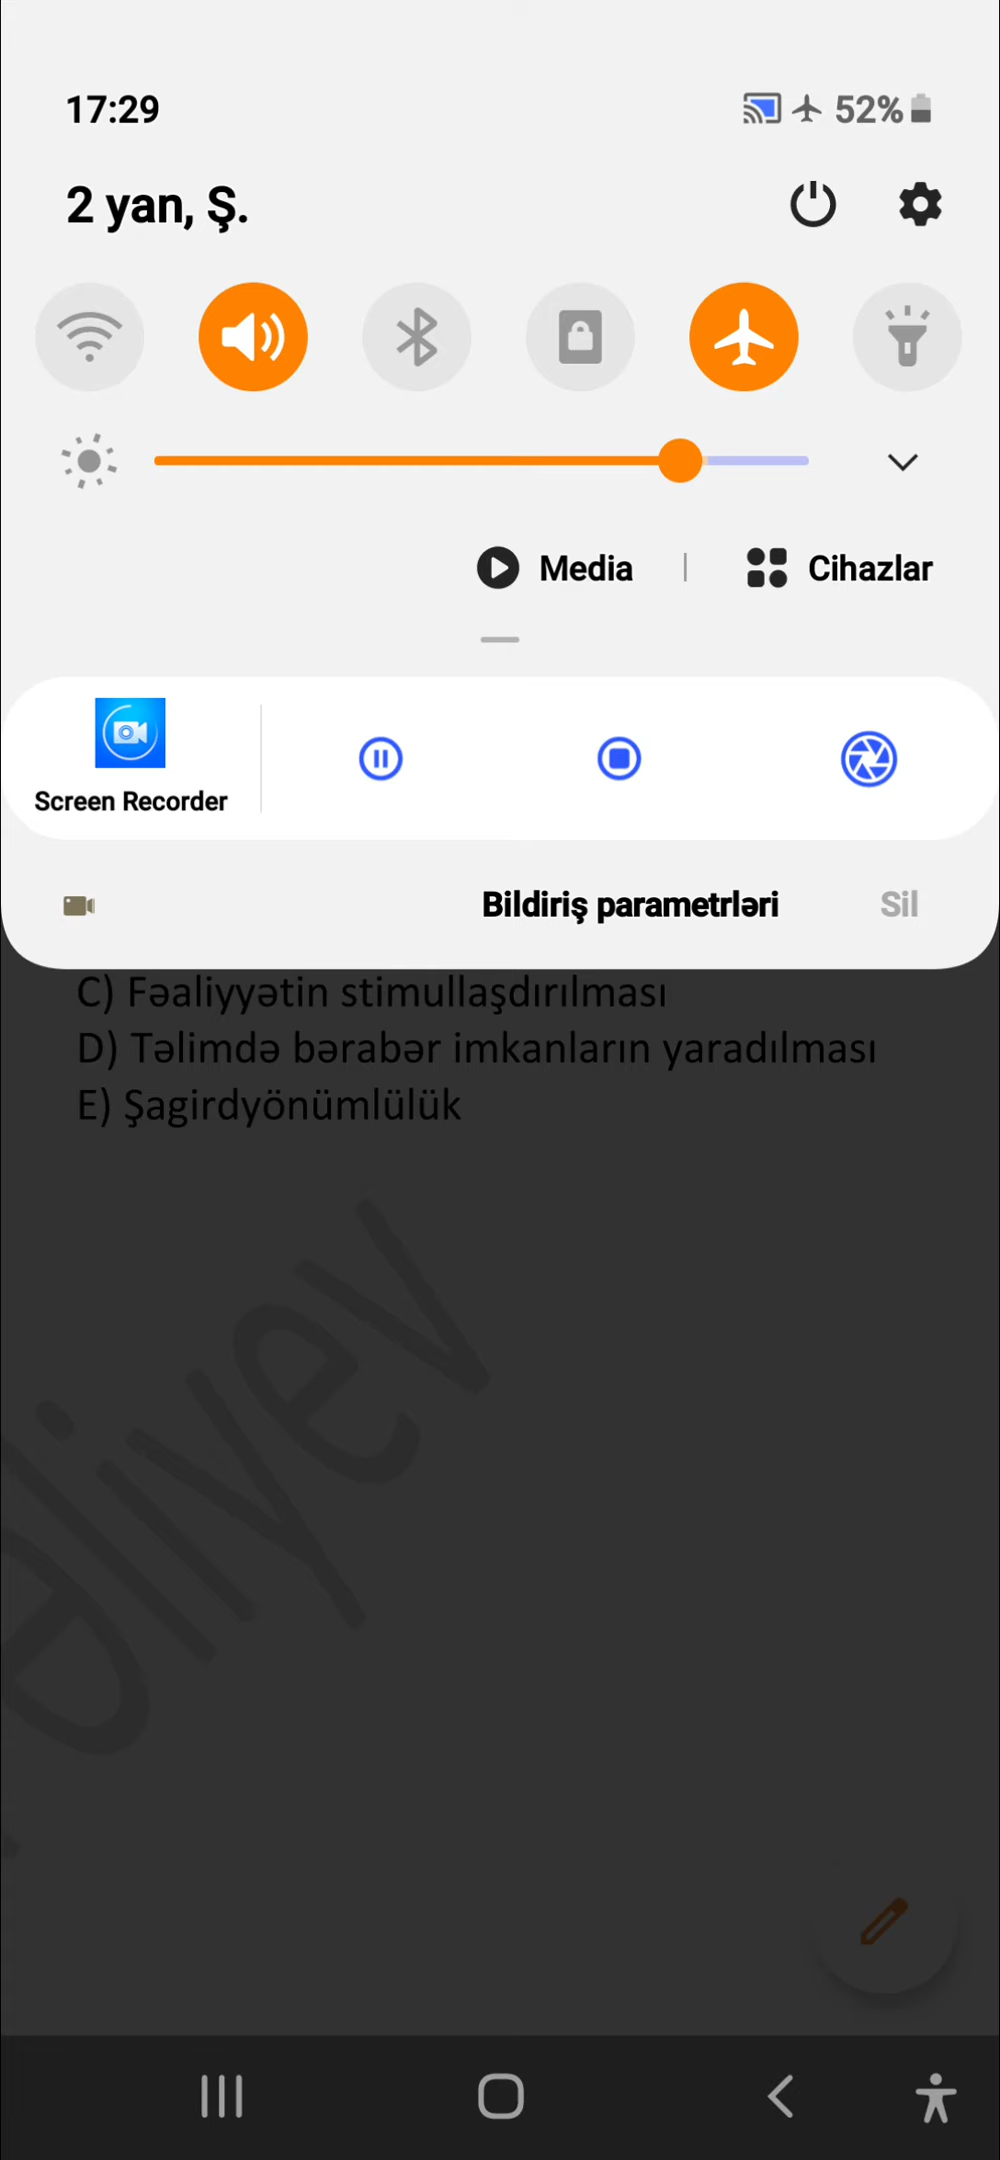 17:29
52%
2 yan, Ş.
Media
Cihazlar
Screen Recorder
Bildiriş parametrləri
Sil
C) Fəaliyyətin stimullaşdırılması
D) Təlimdə bərabər imkanların yaradılması
E) Şagirdyönümlülük
əliyev